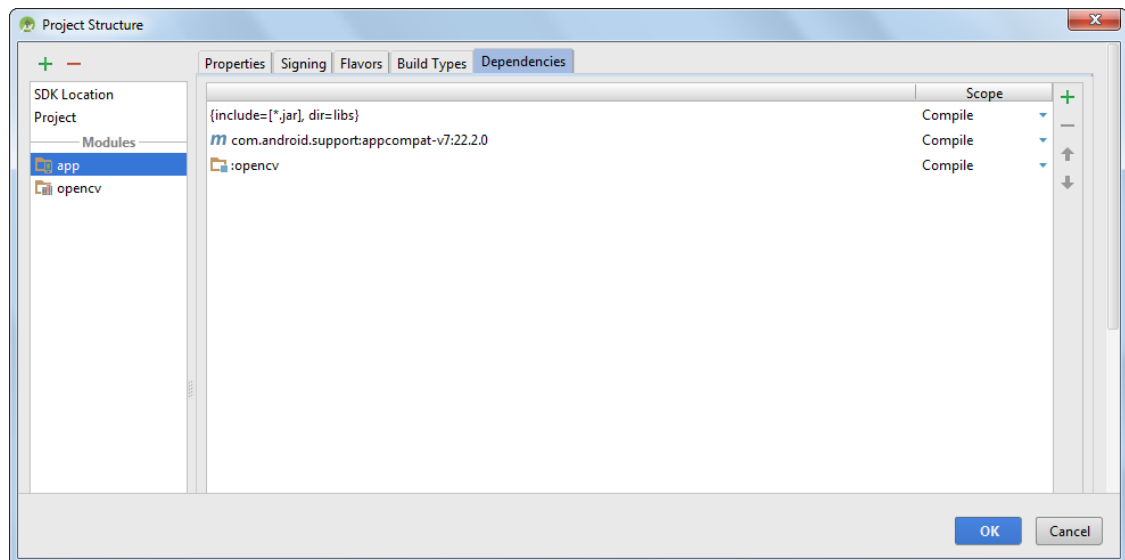 Project Structure
Properties Signing Flavors Build Types Dependencies
SDK Location
Project
Modules
app
opencv
Scope
{include=[*.jar], dir=libs} Compile
m com.android.support:appcompat-v7:22.2.0 Compile
:opencv Compile
OK Cancel